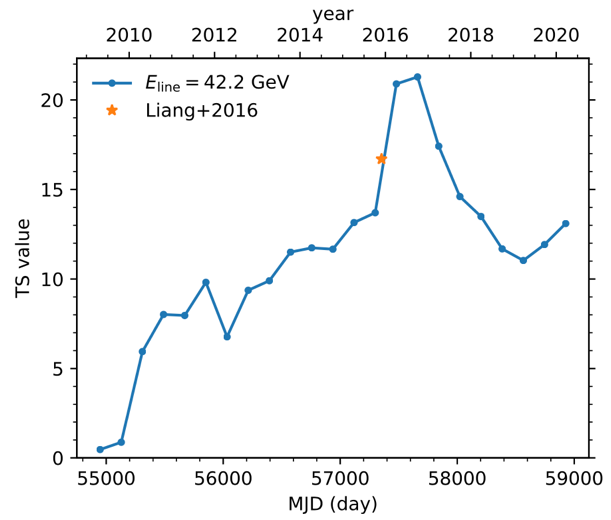 year
2010 2012 2014 2016 2018 2020
E_line = 42.2 GeV
Liang+2016
TS value
20
15
10
5
0
55000 56000 57000 58000 59000
MJD (day)